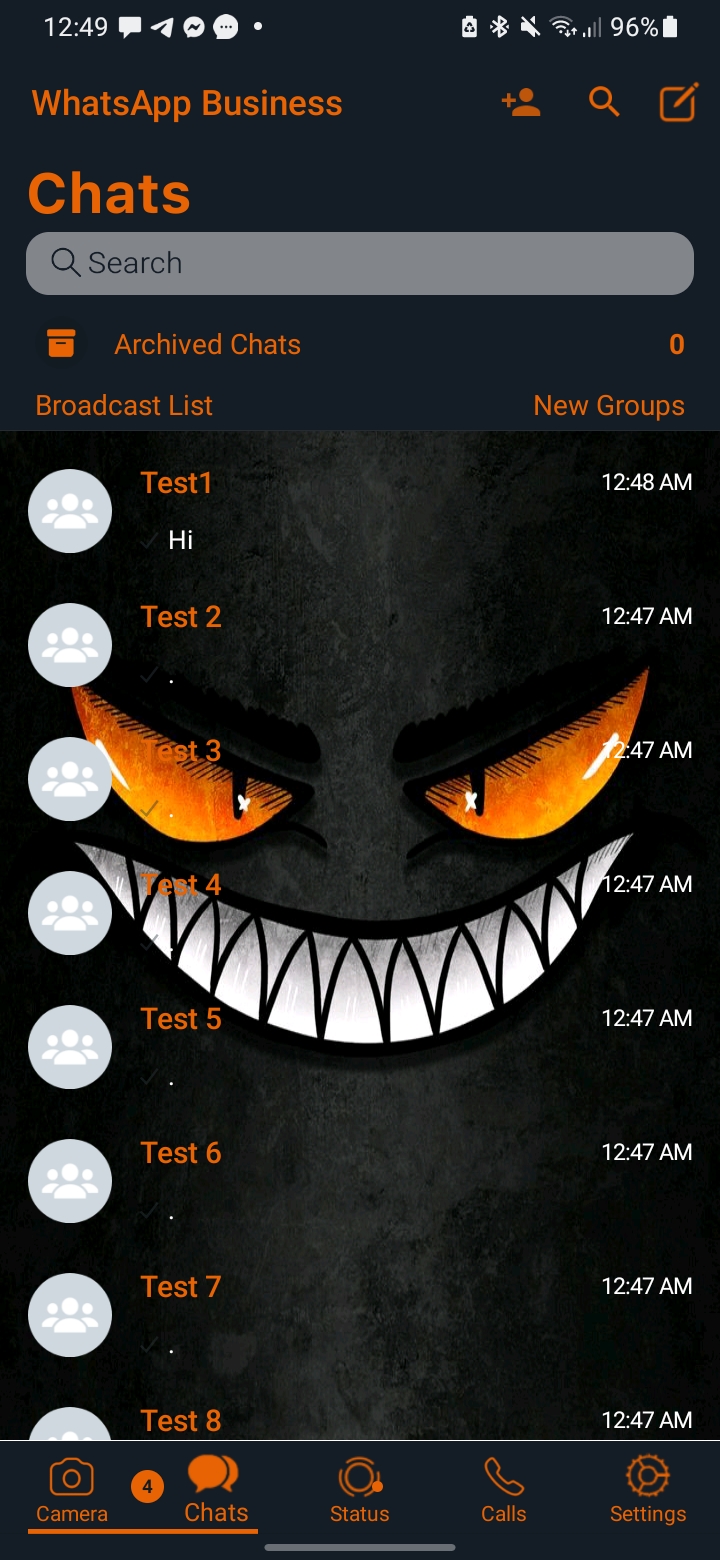 12:49 96%
WhatsApp Business
Chats
Search
Archived Chats 0
Broadcast List New Groups
Test1 12:48 AM
Hi
Test 2 12:47 AM
.
Test 3 12:47 AM
.
Test 4 12:47 AM
.
Test 5 12:47 AM
.
Test 6 12:47 AM
.
Test 7 12:47 AM
.
Test 8 12:47 AM
4
Camera Chats Status Calls Settings